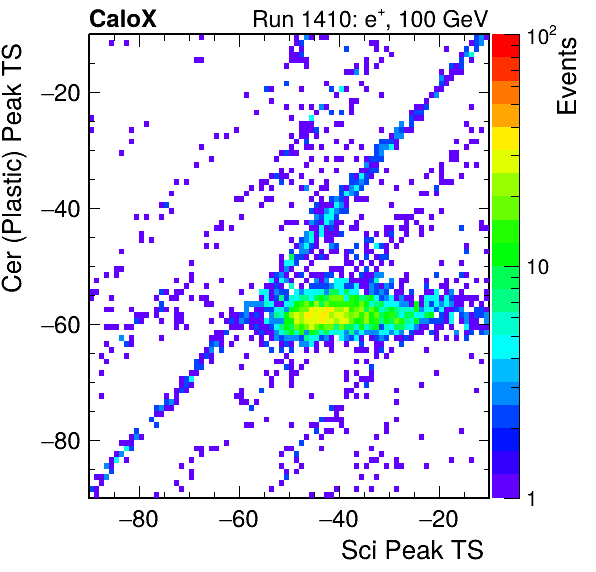 CaloX Run 1410: e⁺, 100 GeV
Cer (Plastic) Peak TS
−20
−40
−60
−80
−80 −60 −40 −20
Sci Peak TS
10²
10
1
Events